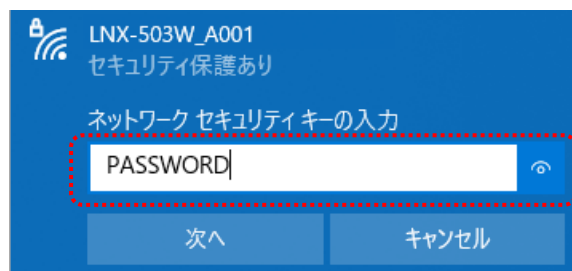 LNX-503W_A001
セキュリティ保護あり
ネットワーク セキュリティ キーの入力
PASSWORD
次へ
キャンセル